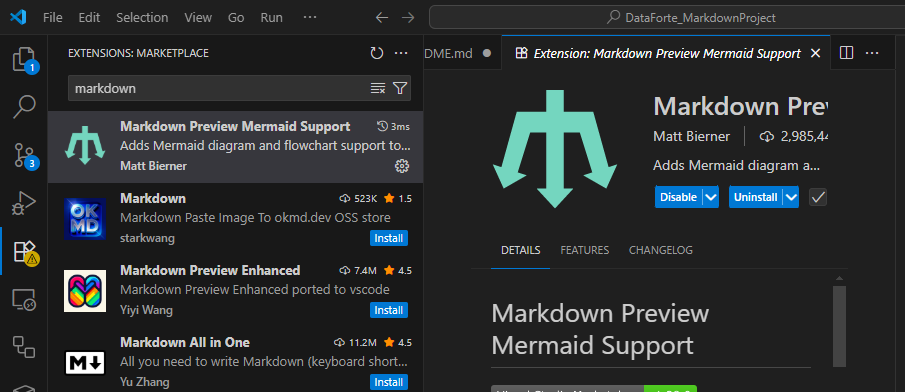 File Edit Selection View Go Run ...
DataForte_MarkdownProject
1
3
EXTENSIONS: MARKETPLACE
markdown
Markdown Preview Mermaid Support 3ms
Adds Mermaid diagram and flowchart support to...
Matt Bierner
OK
MD
Markdown 523K 1.5
Markdown Paste Image To okmd.dev OSS store
starkwang Install
Markdown Preview Enhanced 7.4M 4.5
Markdown Preview Enhanced ported to vscode
Yiyi Wang Install
M
Markdown All in One 11.2M 4.5
All you need to write Markdown (keyboard short...
Yu Zhang Install
DME.md Extension: Markdown Preview Mermaid Support
Markdown Prev
Matt Bierner 2,985,44
Adds Mermaid diagram a...
Disable Uninstall
DETAILS FEATURES CHANGELOG
Markdown Preview
Mermaid Support